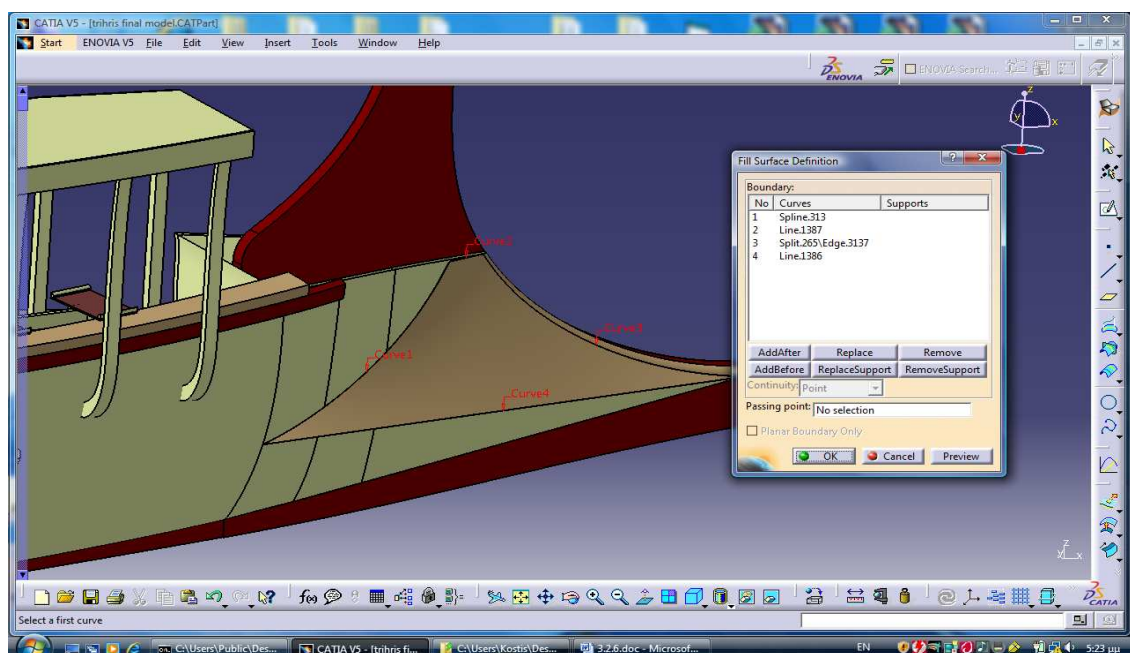 CATIA V5 - [trihris final model.CATPart]
Start ENOVIA V5 File Edit View Insert Tools Window Help
DS ENOVIA ENOVIA Search...
z
y x
Curve2
Curve3
Curve1
Curve4
Fill Surface Definition
Boundary:
No Curves Supports
1 Spline.313
2 Line.1387
3 Split.265\Edge.3137
4 Line.1386
AddAfter Replace Remove
AddBefore ReplaceSupport RemoveSupport
Continuity: Point
Passing point: No selection
Planar Boundary Only
OK Cancel Preview
z
y x
f(x)
DS CATIA
Select a first curve
C:\Users\Public\Des... CATIA V5 - [trihris fi... C:\Users\Kostis\Des... 3.2.6.doc - Microsof... EN 5:23 μμ